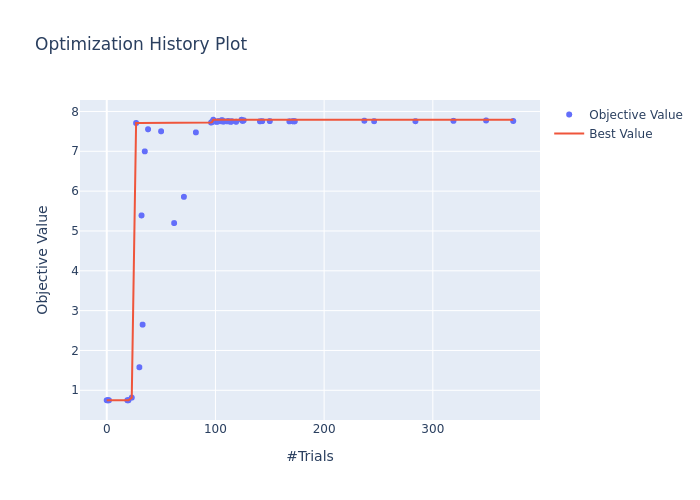 Optimization History Plot
Objective Value
Best Value
8
7
6
5
4
3
2
1
Objective Value
0
100
200
300
#Trials